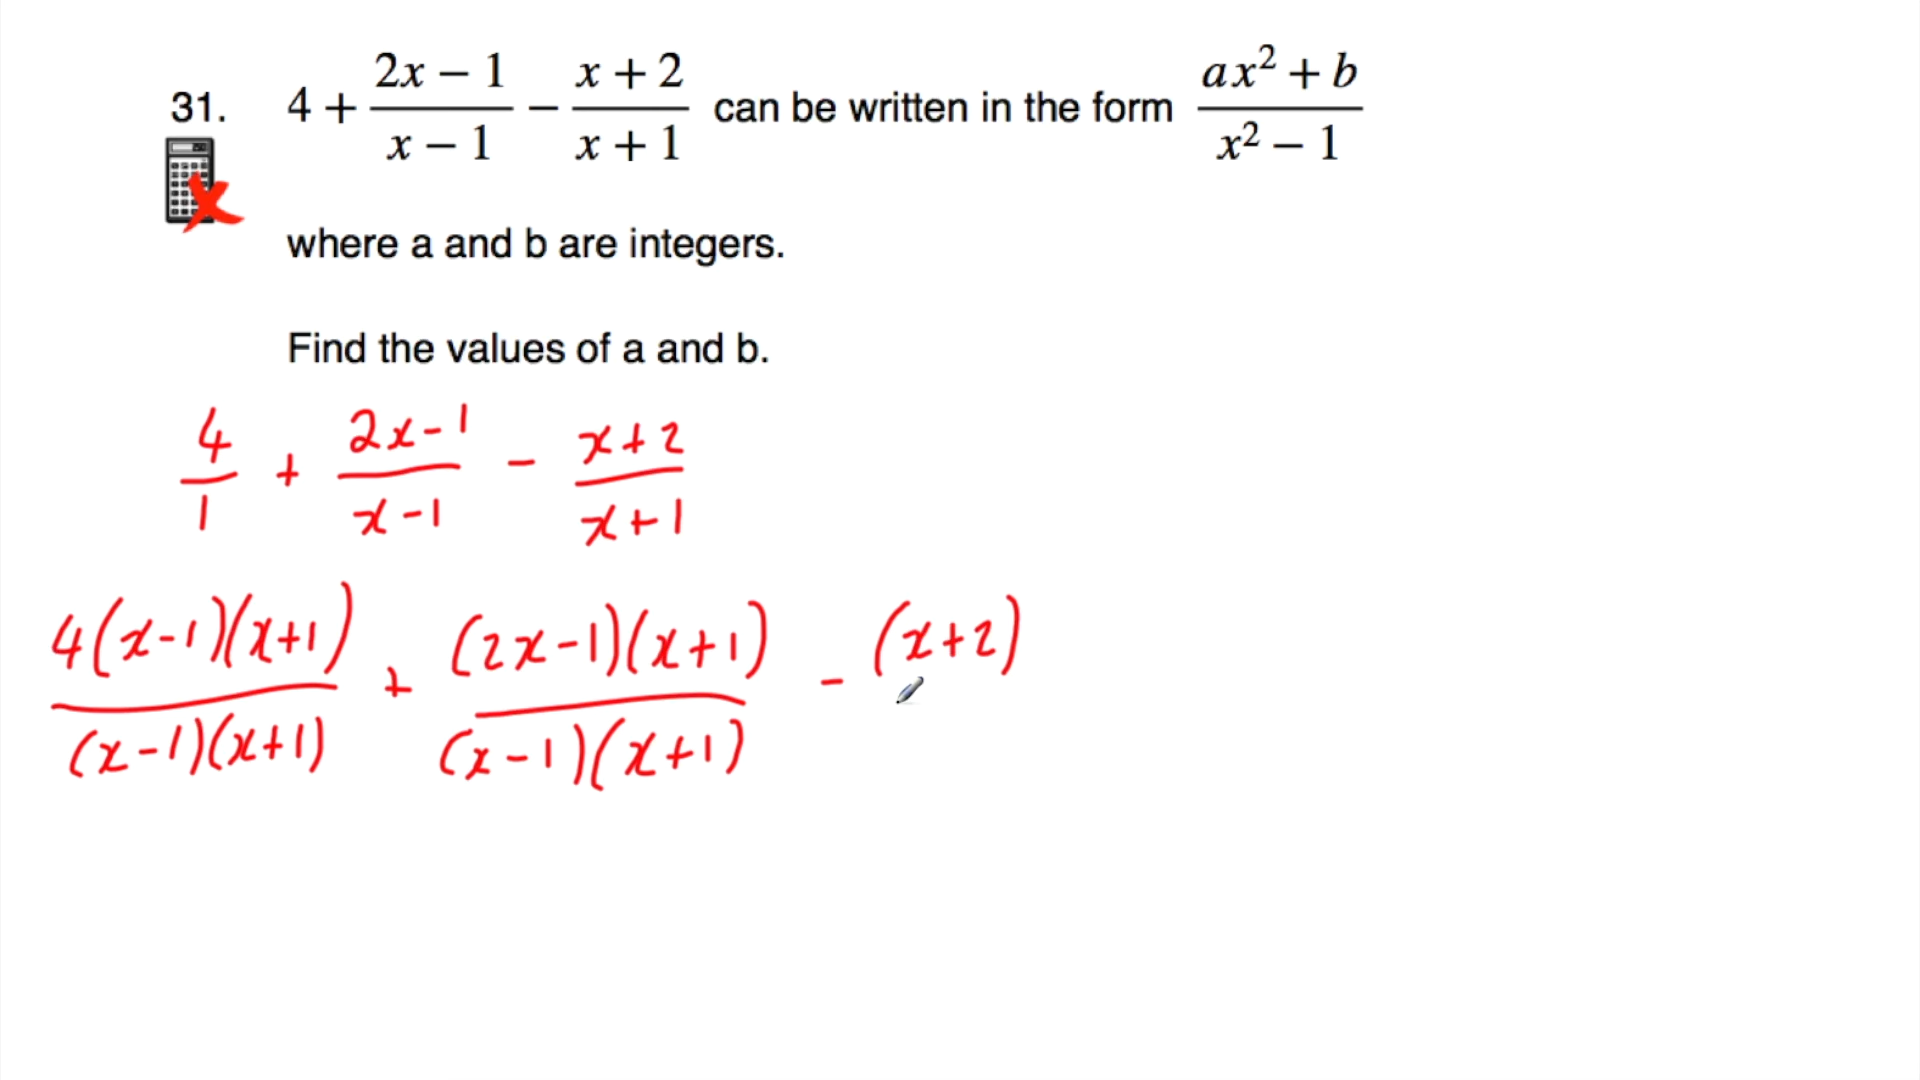 31. 4 + (2x − 1)/(x − 1) − (x + 2)/(x + 1) can be written in the form (ax² + b)/(x² − 1)
where a and b are integers.
Find the values of a and b.
4/1 + (2x-1)/(x-1) - (x+2)/(x+1)
4(x-1)(x+1)/(x-1)(x+1) + (2x-1)(x+1)/(x-1)(x+1) - (x+2)